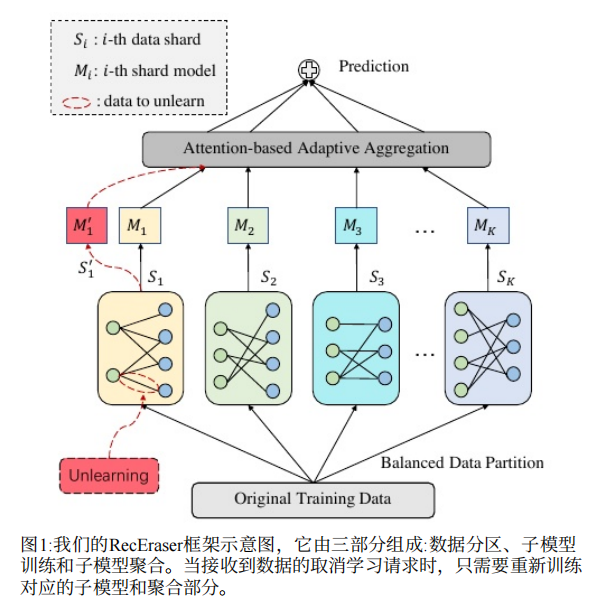 S_i : i-th data shard
M_i: i-th shard model
: data to unlearn
Prediction
Attention-based Adaptive Aggregation
M′_1 M_1 M_2 M_3 … M_K
S′_1 S_1 S_2 S_3 S_K
…
Unlearning
Balanced Data Partition
Original Training Data
图1:我们的RecEraser框架示意图，它由三部分组成:数据分区、子模型
训练和子模型聚合。当接收到数据的取消学习请求时，只需要重新训练
对应的子模型和聚合部分。